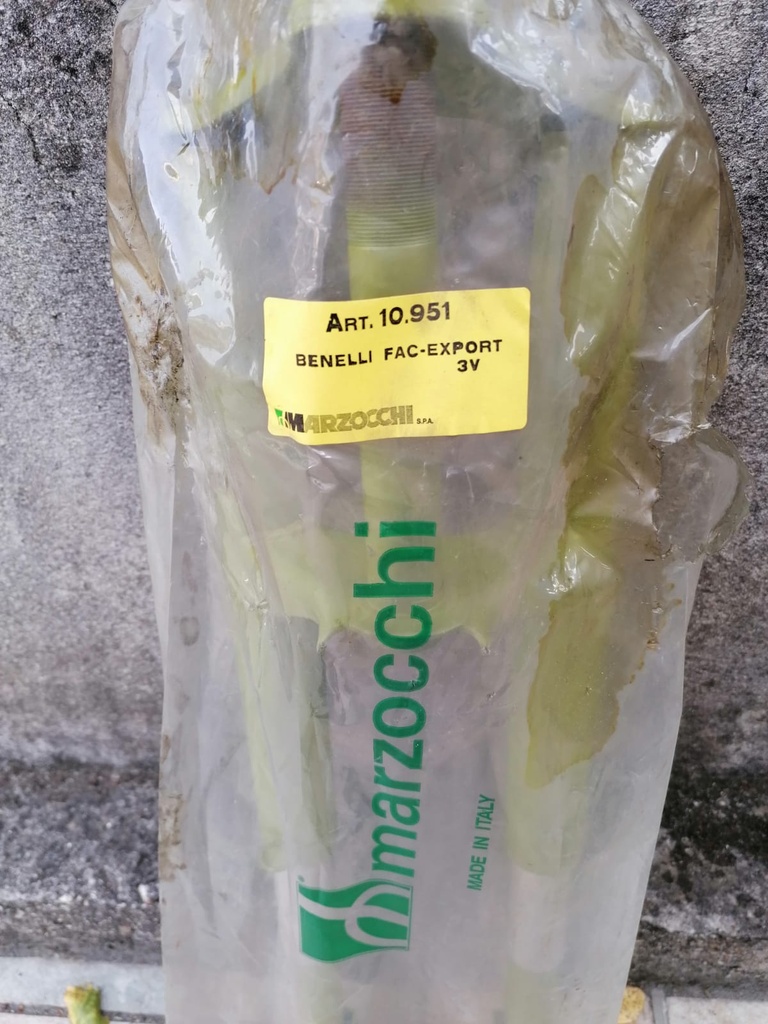 ART. 10.951
BENELLI FAC-EXPORT
3V
MARZOCCHI S.P.A.
marzocchi
MADE IN ITALY